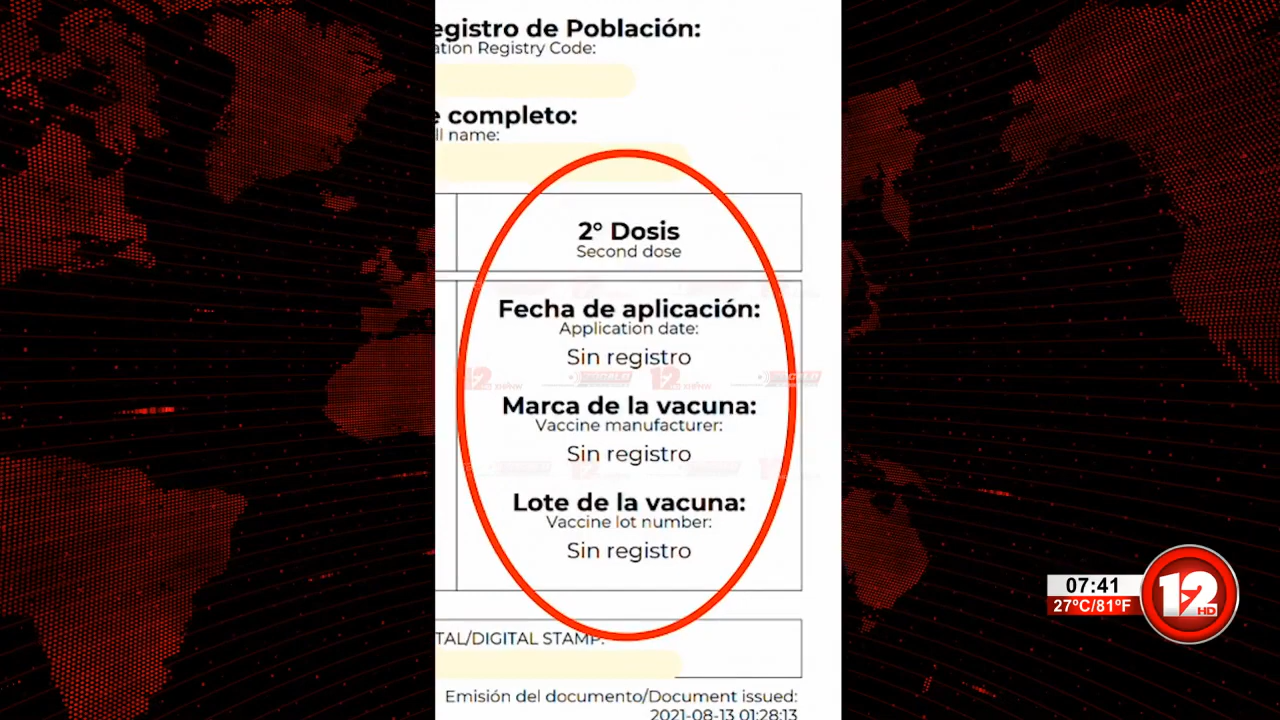 egistro de Población:
ation Registry Code:
e completo:
ll name:
2° Dosis
Second dose
Fecha de aplicación:
Application date:
Sin registro
Marca de la vacuna:
Vaccine manufacturer:
Sin registro
Lote de la vacuna:
Vaccine lot number:
Sin registro
TAL/DIGITAL STAMP:
Emisión del documento/Document issued:
2021-08-13 01:28:13
07:41
27°C/81°F
12
HD